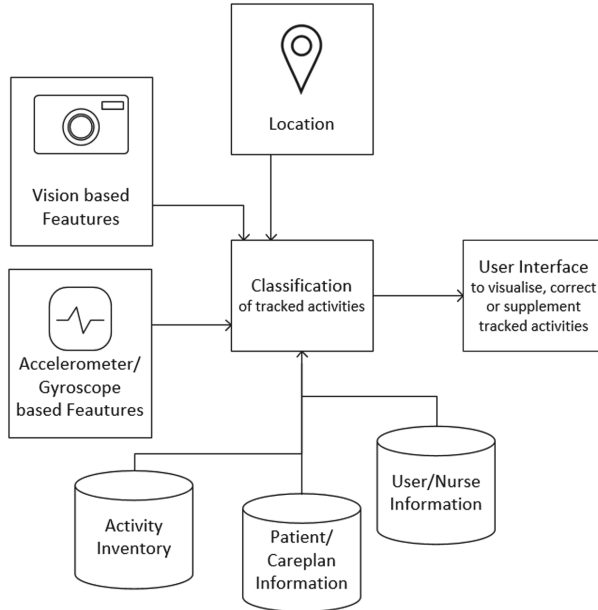 Location
Vision based
Feautures
Classification
of tracked activities
User Interface
to visualise, correct
or supplement
tracked activities
Accelerometer/
Gyroscope
based Feautures
User/Nurse
Information
Activity
Inventory
Patient/
Careplan
Information